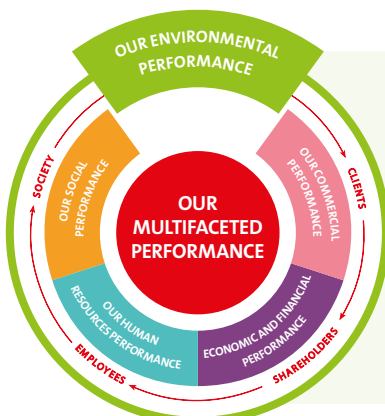 OUR ENVIRONMENTAL
PERFORMANCE
SOCIETY
OUR SOCIAL
PERFORMANCE
OUR
MULTIFACETED
PERFORMANCE
OUR COMMERCIAL
PERFORMANCE
CLIENTS
OUR HUMAN
RESOURCES PERFORMANCE
ECONOMIC AND FINANCIAL
PERFORMANCE
EMPLOYEES
SHAREHOLDERS